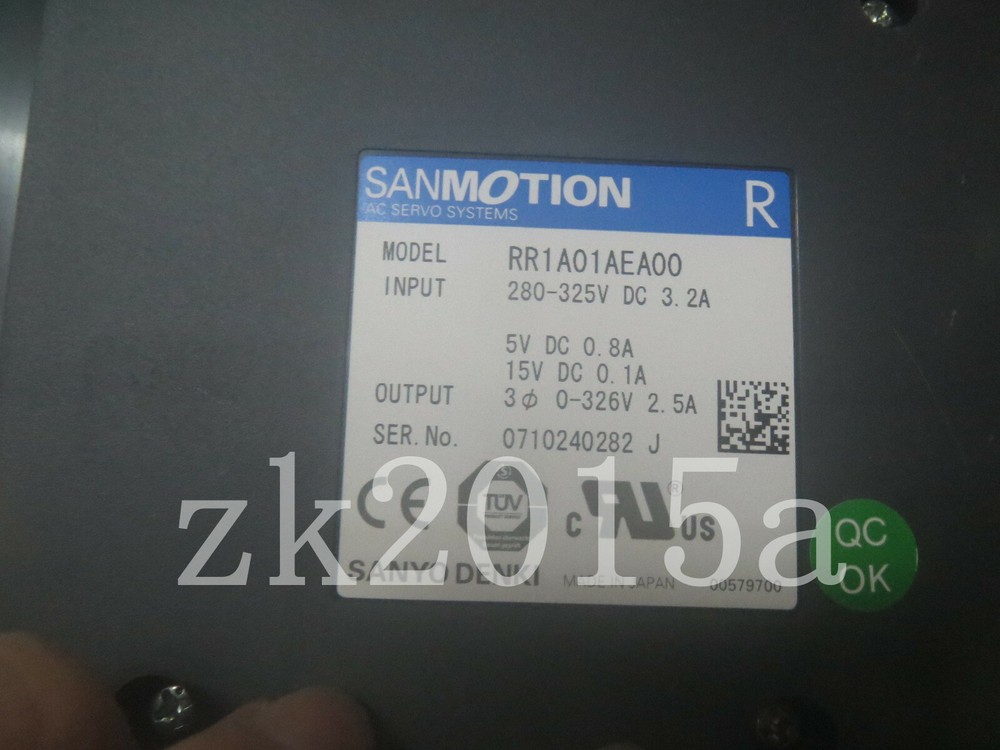 SANMOTION R
AC SERVO SYSTEMS
MODEL RR1A01AEA00
INPUT 280-325V DC 3.2A
5V DC 0.8A
15V DC 0.1A
OUTPUT 3ϕ 0-326V 2.5A
SER.No. 0710240282 J
zk2015a
CE TÜV c RU ® US
SANYO DENKI MADE IN JAPAN 00579700
QC
OK